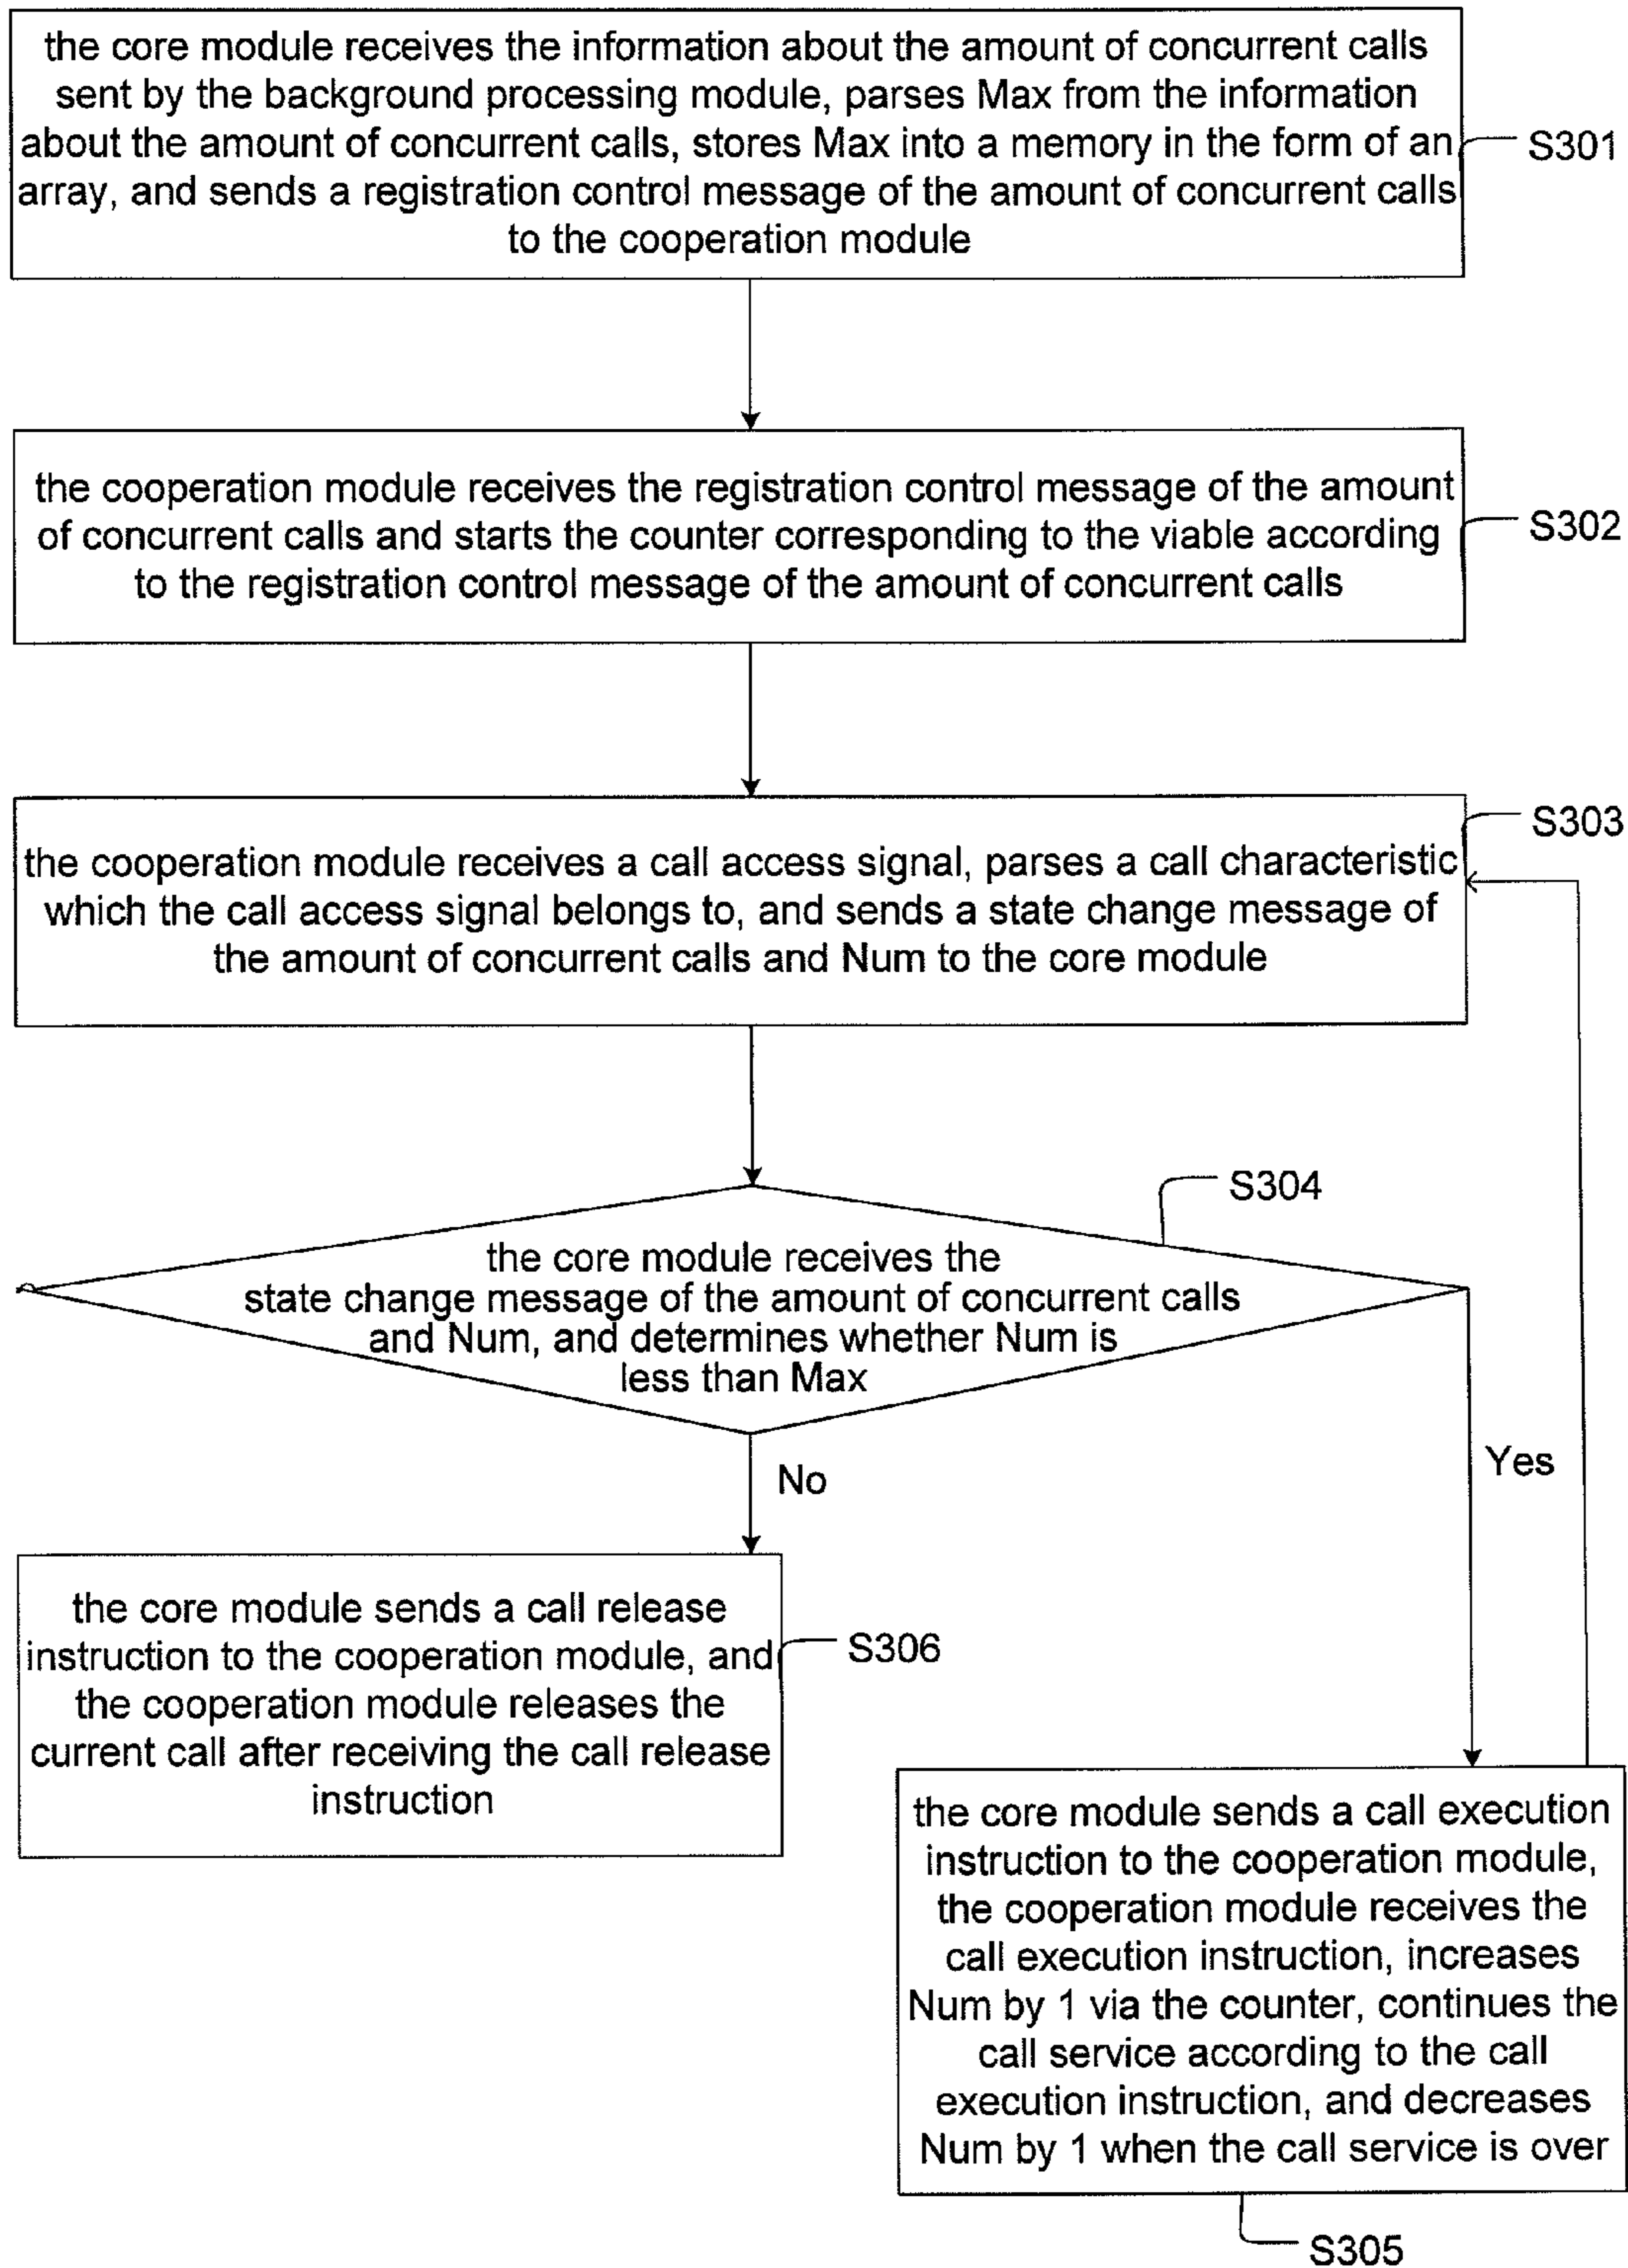 the core module receives the information about the amount of concurrent calls
sent by the background processing module, parses Max from the information
about the amount of concurrent calls, stores Max into a memory in the form of an
array, and sends a registration control message of the amount of concurrent calls
to the cooperation module
S301
the cooperation module receives the registration control message of the amount
of concurrent calls and starts the counter corresponding to the viable according
to the registration control message of the amount of concurrent calls
S302
S303
the cooperation module receives a call access signal, parses a call characteristic
which the call access signal belongs to, and sends a state change message of
the amount of concurrent calls and Num to the core module
S304
the core module receives the
state change message of the amount of concurrent calls
and Num, and determines whether Num is
less than Max
No
Yes
the core module sends a call release
instruction to the cooperation module, and
the cooperation module releases the
current call after receiving the call release
instruction
S306
the core module sends a call execution
instruction to the cooperation module,
the cooperation module receives the
call execution instruction, increases
Num by 1 via the counter, continues the
call service according to the call
execution instruction, and decreases
Num by 1 when the call service is over
S305